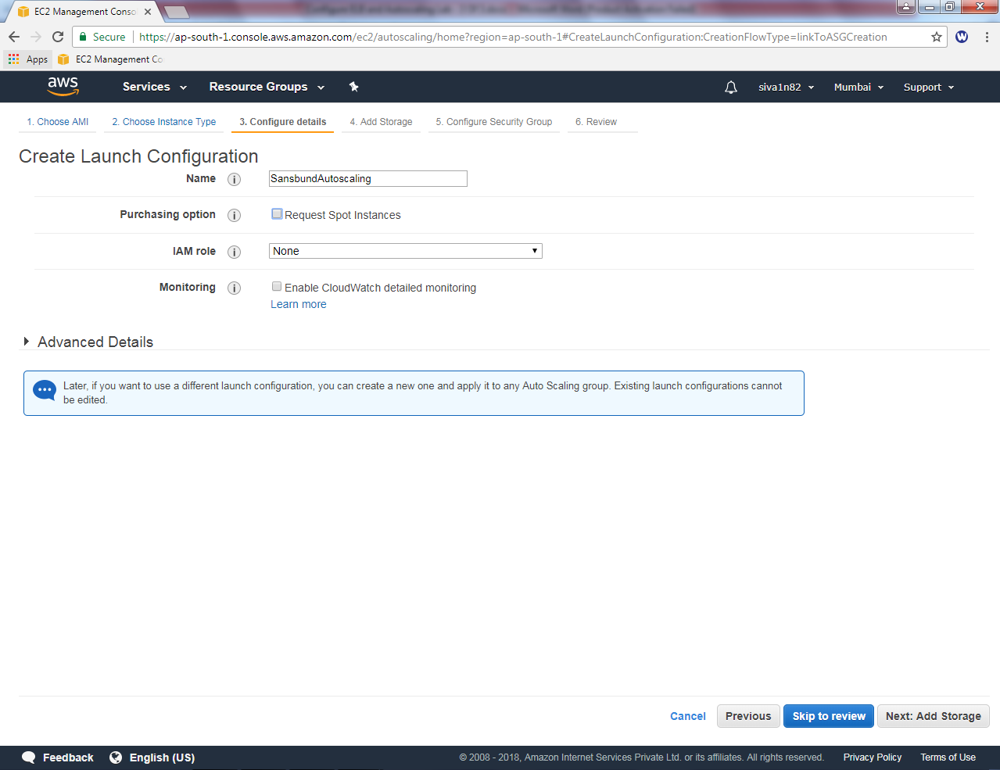 EC2 Management Conso
Secure
https://ap-south-1.console.aws.amazon.com/ec2/autoscaling/home?region=ap-south-1#CreateLaunchConfiguration:CreationFlowType=linkToASGCreation
W
Apps
EC2 Management Co
aws
Services
Resource Groups
siva1n82
Mumbai
Support
1. Choose AMI
2. Choose Instance Type
3. Configure details
4. Add Storage
5. Configure Security Group
6. Review
Create Launch Configuration
Name
i
SansbundAutoscaling
Purchasing option
i
Request Spot Instances
IAM role
i
None
Monitoring
i
Enable CloudWatch detailed monitoring
Learn more
Advanced Details
Later, if you want to use a different launch configuration, you can create a new one and apply it to any Auto Scaling group. Existing launch configurations cannot
be edited.
Cancel
Previous
Skip to review
Next: Add Storage
Feedback
English (US)
© 2008 - 2018, Amazon Internet Services Private Ltd. or its affiliates. All rights reserved.
Privacy Policy
Terms of Use